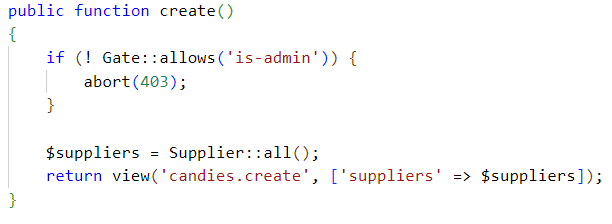 public function create()
{
    if (! Gate::allows('is-admin')) {
        abort(403);
    }

    $suppliers = Supplier::all();
    return view('candies.create', ['suppliers' => $suppliers]);
}